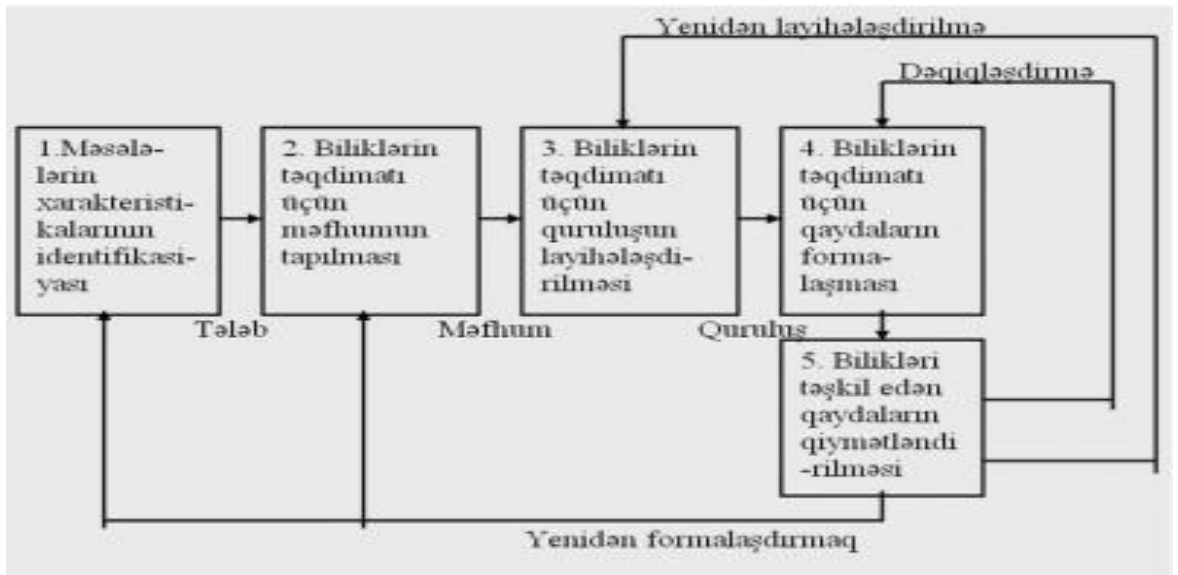 Yenidən layihələşdirilmə
Dəqiqləşdirmə
1.Məsələ-
lərin
xarakteristi-
kalarının
identifikasi-
yası
2. Biliklərin
təqdimatı
üçün
məfhumun
tapılması
3. Biliklərin
təqdimatı
üçün
quruluşun
layihələşdi-
rilməsi
4. Biliklərin
təqdimatı
üçün
qaydaların
forma-
laşması
Tələb
Məfhum
Quruluş
5. Bilikləri
təşkil edən
qaydaların
qiymətləndi
-rilməsi
Yenidən formalaşdırmaq